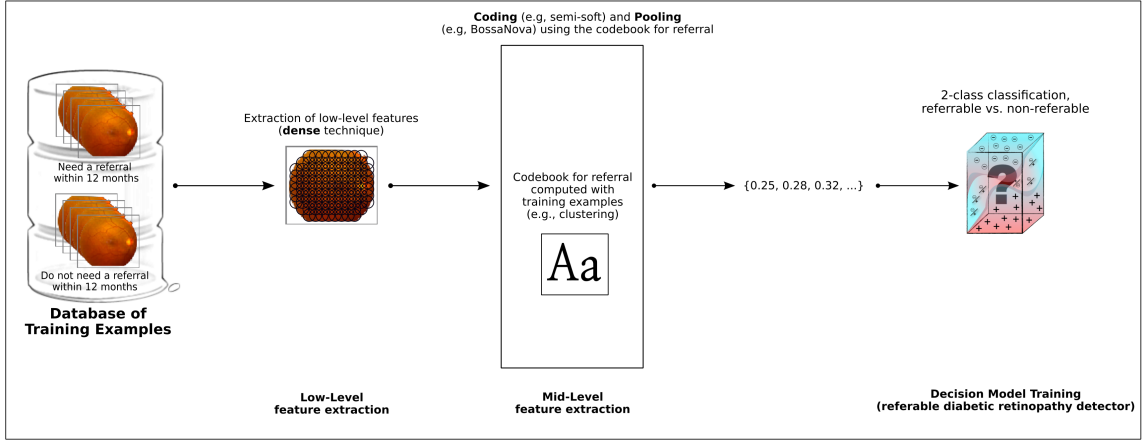 Coding (e.g, semi-soft) and Pooling
(e.g, BossaNova) using the codebook for referral
Need a referral
within 12 months
Do not need a referral
within 12 months
Database of
Training Examples
Extraction of low-level features
(dense technique)
Codebook for referral
computed with
training examples
(e.g., clustering)
Aa
{0.25, 0.28, 0.32, ...}
2-class classification,
referrable vs. non-referable
?
Low-Level
feature extraction
Mid-Level
feature extraction
Decision Model Training
(referable diabetic retinopathy detector)